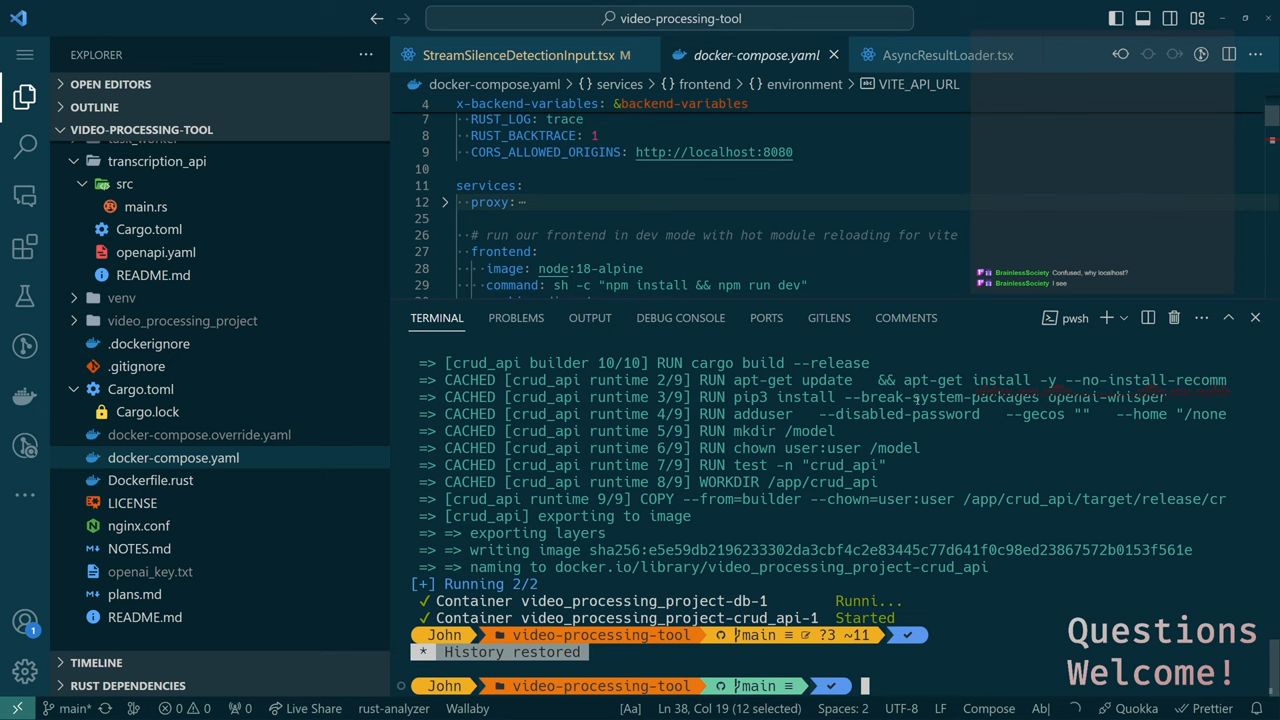 video-processing-tool
EXPLORER
OPEN EDITORS
OUTLINE
VIDEO-PROCESSING-TOOL
task_worker
transcription_api
src
main.rs
Cargo.toml
openapi.yaml
README.md
venv
video_processing_project
.dockerignore
.gitignore
Cargo.toml
Cargo.lock
docker-compose.override.yaml
docker-compose.yaml
Dockerfile.rust
LICENSE
nginx.conf
NOTES.md
openai_key.txt
plans.md
README.md
TIMELINE
RUST DEPENDENCIES
StreamSilenceDetectionInput.tsx M
docker-compose.yaml
AsyncResultLoader.tsx
docker-compose.yaml > {} services > {} frontend > {} environment > abc VITE_API_URL
4 x-backend-variables: &backend-variables
7 RUST_LOG: trace
8 RUST_BACKTRACE: 1
9 CORS_ALLOWED_ORIGINS: http://localhost:8080
10
11 services:
12 proxy: ⋯
25
26 # run our frontend in dev mode with hot module reloading for vite
27 frontend:
28 image: node:18-alpine
29 command: sh -c "npm install && npm run dev"
BrainlessSociety Confused, why localhost?
BrainlessSociety I see
TERMINAL PROBLEMS OUTPUT DEBUG CONSOLE PORTS GITLENS COMMENTS
pwsh
=> [crud_api builder 10/10] RUN cargo build --release
=> CACHED [crud_api runtime 2/9] RUN apt-get update && apt-get install -y --no-install-recomm
=> CACHED [crud_api runtime 3/9] RUN pip3 install --break-system-packages openai-whisper
=> CACHED [crud_api runtime 4/9] RUN adduser --disabled-password --gecos "" --home "/none
=> CACHED [crud_api runtime 5/9] RUN mkdir /model
=> CACHED [crud_api runtime 6/9] RUN chown user:user /model
=> CACHED [crud_api runtime 7/9] RUN test -n "crud_api"
=> CACHED [crud_api runtime 8/9] WORKDIR /app/crud_api
=> [crud_api runtime 9/9] COPY --from=builder --chown=user:user /app/crud_api/target/release/cr
=> [crud_api] exporting to image
=> => exporting layers
=> => writing image sha256:e5e59db2196233302da3cbf4c2e83445c77d641f0c98ed23867572b0153f561e
=> => naming to docker.io/library/video_processing_project-crud_api
[+] Running 2/2
✓ Container video_processing_project-db-1 Runni...
✓ Container video_processing_project-crud_api-1 Started
John video-processing-tool main ≡ ?3 ~11 ✓
* History restored
John video-processing-tool main ≡ ✓
Questions
Welcome!
1
main* 0 0 0 Live Share rust-analyzer Wallaby [Aa] Ln 38, Col 19 (12 selected) Spaces: 2 UTF-8 LF Compose Ab| Quokka Prettier